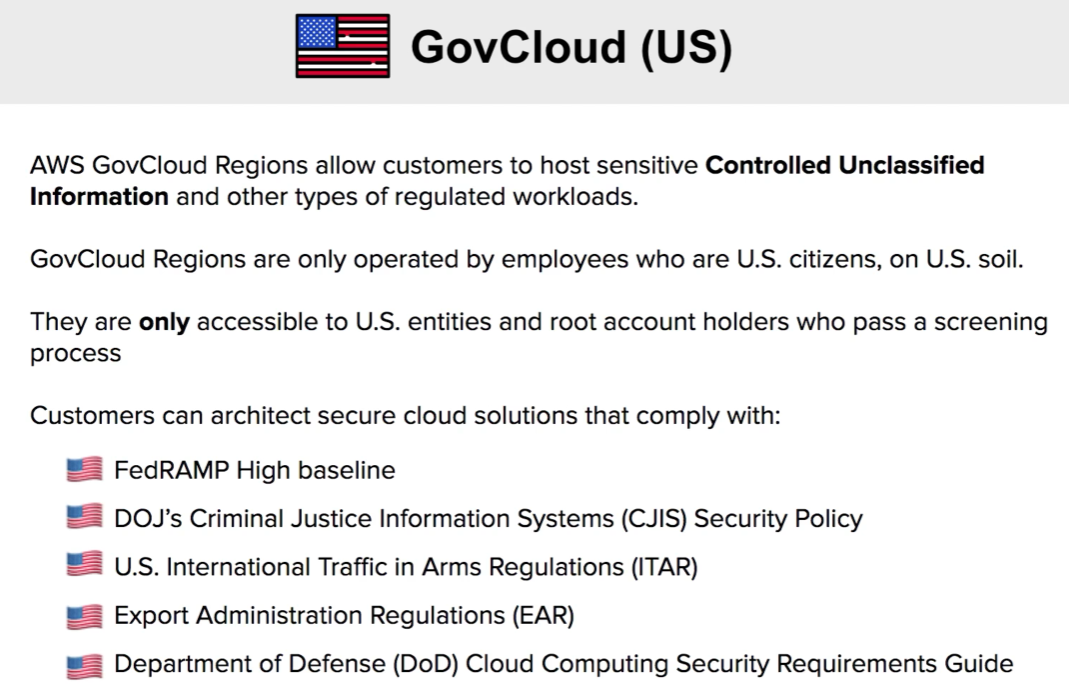 GovCloud (US)
AWS GovCloud Regions allow customers to host sensitive Controlled Unclassified
Information and other types of regulated workloads.
GovCloud Regions are only operated by employees who are U.S. citizens, on U.S. soil.
They are only accessible to U.S. entities and root account holders who pass a screening
process
Customers can architect secure cloud solutions that comply with:
FedRAMP High baseline
DOJ’s Criminal Justice Information Systems (CJIS) Security Policy
U.S. International Traffic in Arms Regulations (ITAR)
Export Administration Regulations (EAR)
Department of Defense (DoD) Cloud Computing Security Requirements Guide